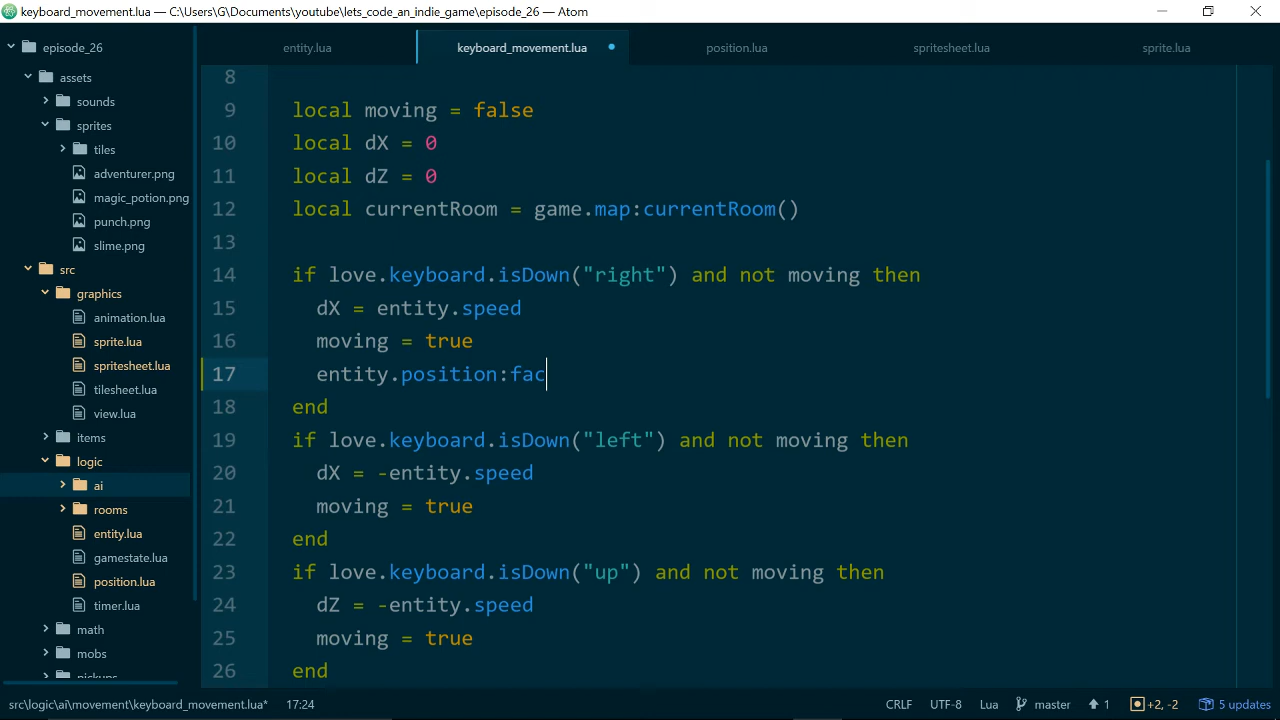 keyboard_movement.lua — C:\Users\G\Documents\youtube\lets_code_an_indie_game\episode_26 — Atom
episode_26
assets
sounds
sprites
tiles
adventurer.png
magic_potion.png
punch.png
slime.png
src
graphics
animation.lua
sprite.lua
spritesheet.lua
tilesheet.lua
view.lua
items
logic
ai
rooms
entity.lua
gamestate.lua
position.lua
timer.lua
math
mobs
pickups
entity.lua
keyboard_movement.lua
position.lua
spritesheet.lua
sprite.lua
8
9 local moving = false
10 local dX = 0
11 local dZ = 0
12 local currentRoom = game.map:currentRoom()
13
14 if love.keyboard.isDown("right") and not moving then
15 dX = entity.speed
16 moving = true
17 entity.position:fac
18 end
19 if love.keyboard.isDown("left") and not moving then
20 dX = -entity.speed
21 moving = true
22 end
23 if love.keyboard.isDown("up") and not moving then
24 dZ = -entity.speed
25 moving = true
26 end
src\logic\ai\movement\keyboard_movement.lua* 17:24
CRLF UTF-8 Lua master 1 +2, -2 5 updates